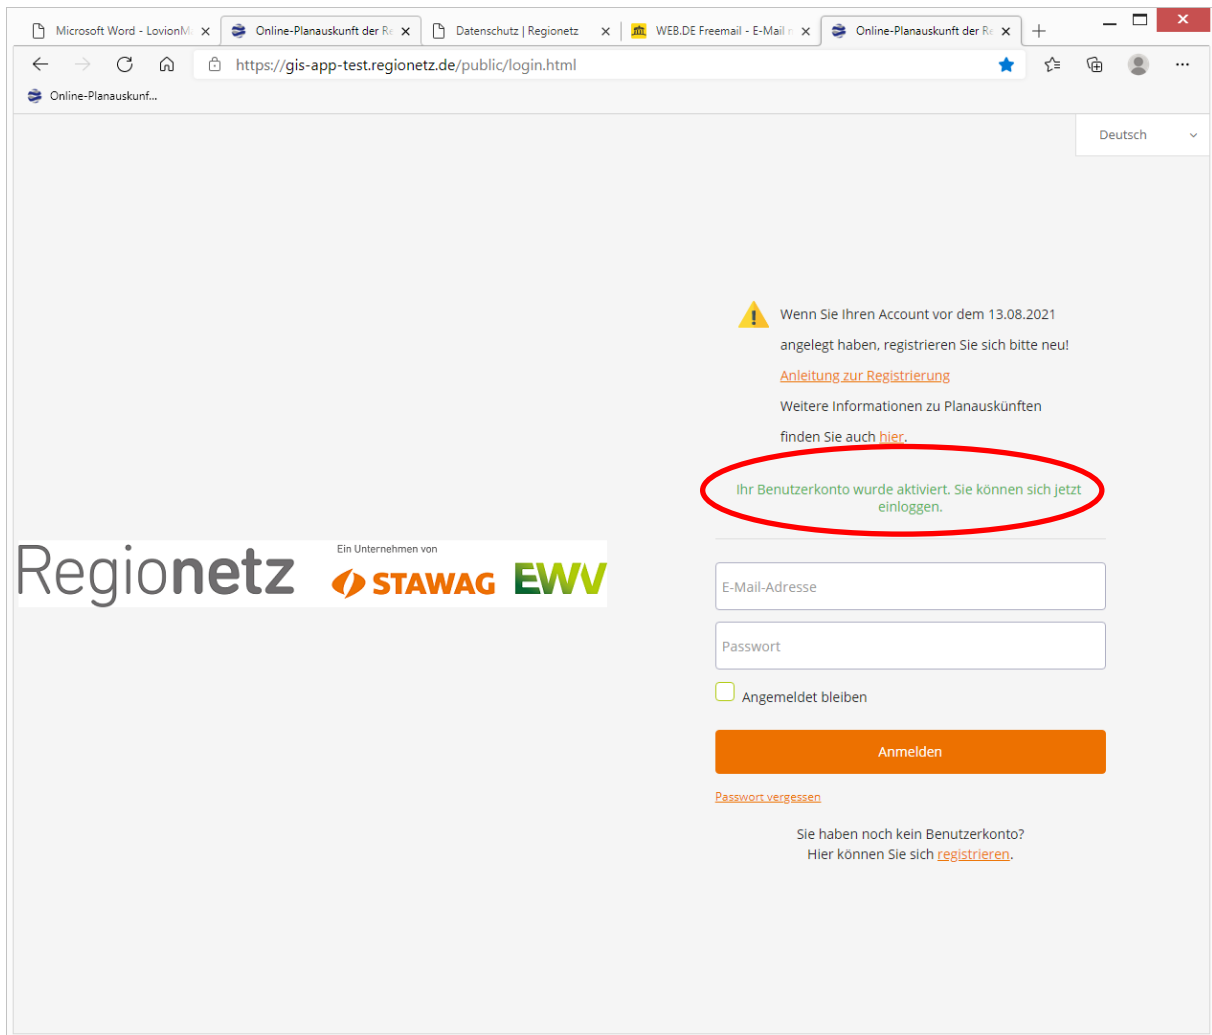 Microsoft Word - LovionM
Online-Planauskunft der Re
Datenschutz | Regionetz
WEB.DE Freemail - E-Mail
Online-Planauskunft der Re
https://gis-app-test.regionetz.de/public/login.html
Online-Planauskunf...
Deutsch
Wenn Sie Ihren Account vor dem 13.08.2021
angelegt haben, registrieren Sie sich bitte neu!
Anleitung zur Registrierung
Weitere Informationen zu Planauskünften
finden Sie auch hier.
Ihr Benutzerkonto wurde aktiviert. Sie können sich jetzt
einloggen.
Regionetz
Ein Unternehmen von
STAWAG
EWV
E-Mail-Adresse
Passwort
Angemeldet bleiben
Anmelden
Passwort vergessen
Sie haben noch kein Benutzerkonto?
Hier können Sie sich registrieren.